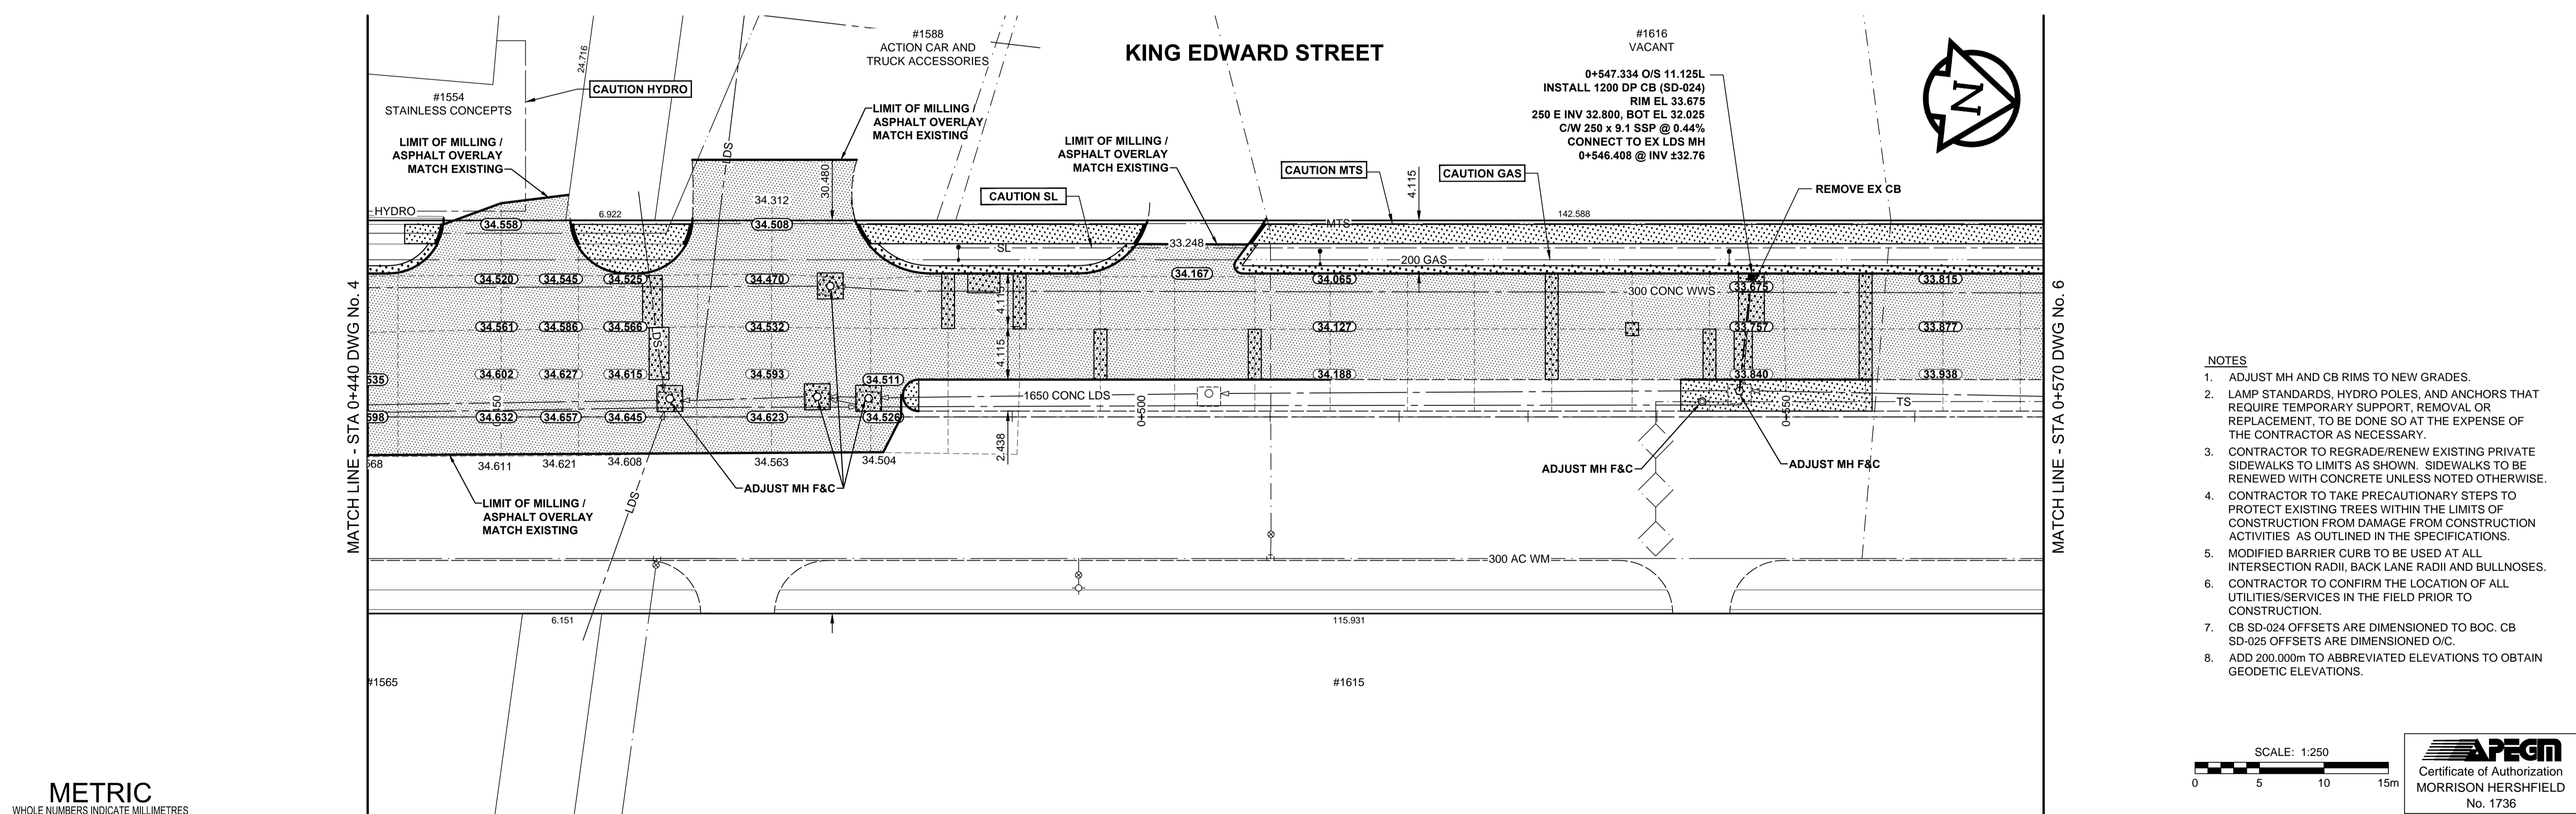 KING EDWARD STREET
#1554
STAINLESS CONCEPTS
24.716
CAUTION HYDRO
#1588
ACTION CAR AND
TRUCK ACCESSORIES
#1616
VACANT
N
LIMIT OF MILLING /
ASPHALT OVERLAY
MATCH EXISTING
LIMIT OF MILLING /
ASPHALT OVERLAY
MATCH EXISTING
LIMIT OF MILLING /
ASPHALT OVERLAY
MATCH EXISTING
0+547.334 O/S 11.125L
INSTALL 1200 DP CB (SD-024)
RIM EL 33.675
250 E INV 32.800, BOT EL 32.025
C/W 250 x 9.1 SSP @ 0.44%
CONNECT TO EX LDS MH
0+546.408 @ INV ±32.76
CAUTION SL
CAUTION MTS
CAUTION GAS
REMOVE EX CB
LDS
30.480
4.115
HYDRO
6.922
34.312
142.588
34.558
34.508
MTS
SL
33.248
200 GAS
34.520
34.545
34.525
34.470
34.167
34.065
33.675
33.815
300 CONC WWS
4.115
34.561
34.586
34.566
34.532
34.127
33.757
33.877
LDS
4.115
535
34.602
34.627
34.615
34.593
34.511
34.188
33.840
33.938
1650 CONC LDS
TS
0+450
0+500
0+550
598
34.632
34.657
34.645
34.623
34.526
2.438
568
34.611
34.621
34.608
34.563
34.504
ADJUST MH F&C
ADJUST MH F&C
ADJUST MH F&C
LIMIT OF MILLING /
ASPHALT OVERLAY
MATCH EXISTING
LDS
300 AC WM
6.151
115.931
#1565
#1615
MATCH LINE - STA 0+440 DWG No. 4
MATCH LINE - STA 0+570 DWG No. 6
NOTES
1. ADJUST MH AND CB RIMS TO NEW GRADES.
2. LAMP STANDARDS, HYDRO POLES, AND ANCHORS THAT
REQUIRE TEMPORARY SUPPORT, REMOVAL OR
REPLACEMENT, TO BE DONE SO AT THE EXPENSE OF
THE CONTRACTOR AS NECESSARY.
3. CONTRACTOR TO REGRADE/RENEW EXISTING PRIVATE
SIDEWALKS TO LIMITS AS SHOWN. SIDEWALKS TO BE
RENEWED WITH CONCRETE UNLESS NOTED OTHERWISE.
4. CONTRACTOR TO TAKE PRECAUTIONARY STEPS TO
PROTECT EXISTING TREES WITHIN THE LIMITS OF
CONSTRUCTION FROM DAMAGE FROM CONSTRUCTION
ACTIVITIES AS OUTLINED IN THE SPECIFICATIONS.
5. MODIFIED BARRIER CURB TO BE USED AT ALL
INTERSECTION RADII, BACK LANE RADII AND BULLNOSES.
6. CONTRACTOR TO CONFIRM THE LOCATION OF ALL
UTILITIES/SERVICES IN THE FIELD PRIOR TO
CONSTRUCTION.
7. CB SD-024 OFFSETS ARE DIMENSIONED TO BOC. CB
SD-025 OFFSETS ARE DIMENSIONED O/C.
8. ADD 200.000m TO ABBREVIATED ELEVATIONS TO OBTAIN
GEODETIC ELEVATIONS.
SCALE: 1:250
0 5 10 15m
APEGM
Certificate of Authorization
MORRISON HERSHFIELD
No. 1736
METRIC
WHOLE NUMBERS INDICATE MILLIMETRES